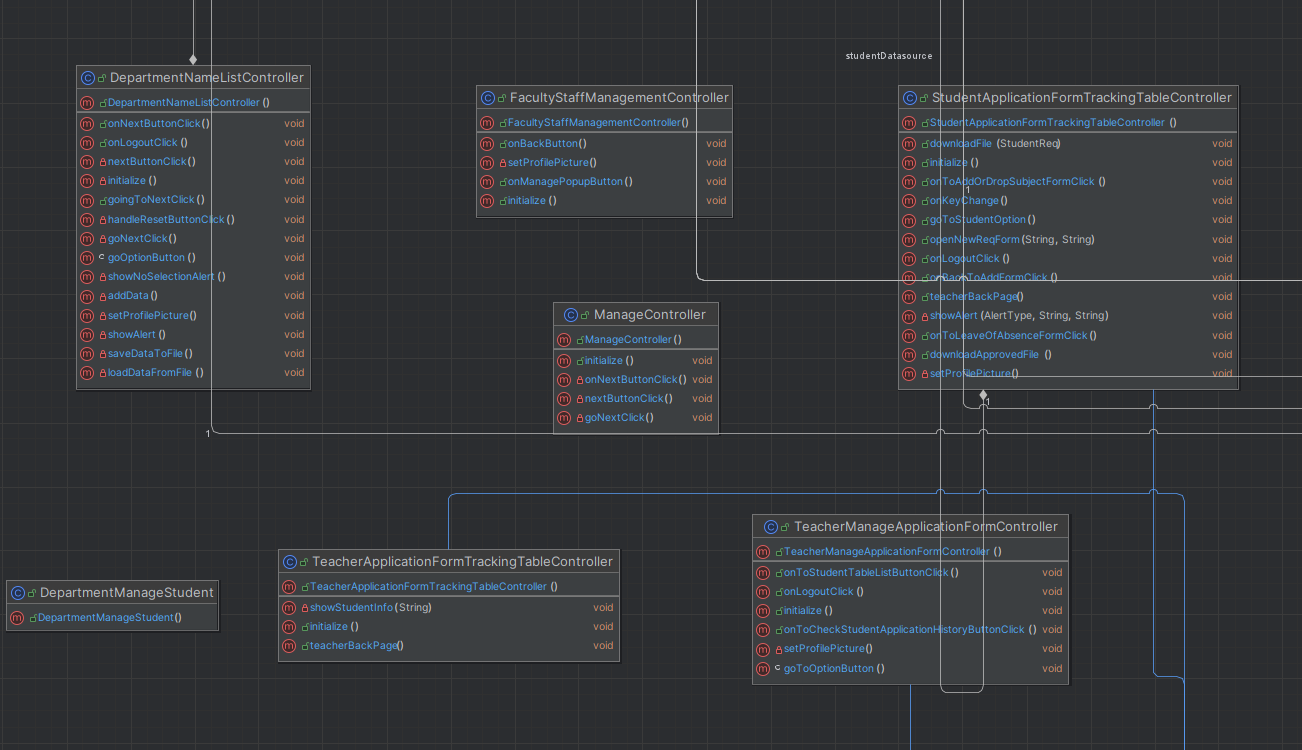 studentDatasource
DepartmentNameListController
DepartmentNameListController ()
onNextButtonClick() void
onLogoutClick () void
nextButtonClick() void
initialize () void
goingToNextClick() void
handleResetButtonClick () void
goNextClick() void
goOptionButton () void
showNoSelectionAlert () void
addData () void
setProfilePicture() void
showAlert () void
saveDataToFile() void
loadDataFromFile () void
FacultyStaffManagementController
FacultyStaffManagementController()
onBackButton() void
setProfilePicture() void
onManagePopupButton() void
initialize () void
StudentApplicationFormTrackingTableController
StudentApplicationFormTrackingTableController ()
downloadFile (StudentReq) void
initialize () void
onToAddOrDropSubjectFormClick () void
1
onKeyChange() void
goToStudentOption() void
openNewReqForm(String, String) void
onLogoutClick () void
onBackToAddFormClick () void
teacherBackPage() void
showAlert (AlertType, String, String) void
onToLeaveOfAbsenceFormClick() void
downloadApprovedFile () void
setProfilePicture() void
1
ManageController
ManageController()
initialize () void
onNextButtonClick() void
nextButtonClick() void
goNextClick() void
1
TeacherManageApplicationFormController
TeacherManageApplicationFormController ()
onToStudentTableListButtonClick() void
onLogoutClick () void
initialize () void
onToCheckStudentApplicationHistoryButtonClick () void
setProfilePicture() void
goToOptionButton () void
TeacherApplicationFormTrackingTableController
TeacherApplicationFormTrackingTableController ()
showStudentInfo(String) void
initialize () void
teacherBackPage() void
DepartmentManageStudent
DepartmentManageStudent()